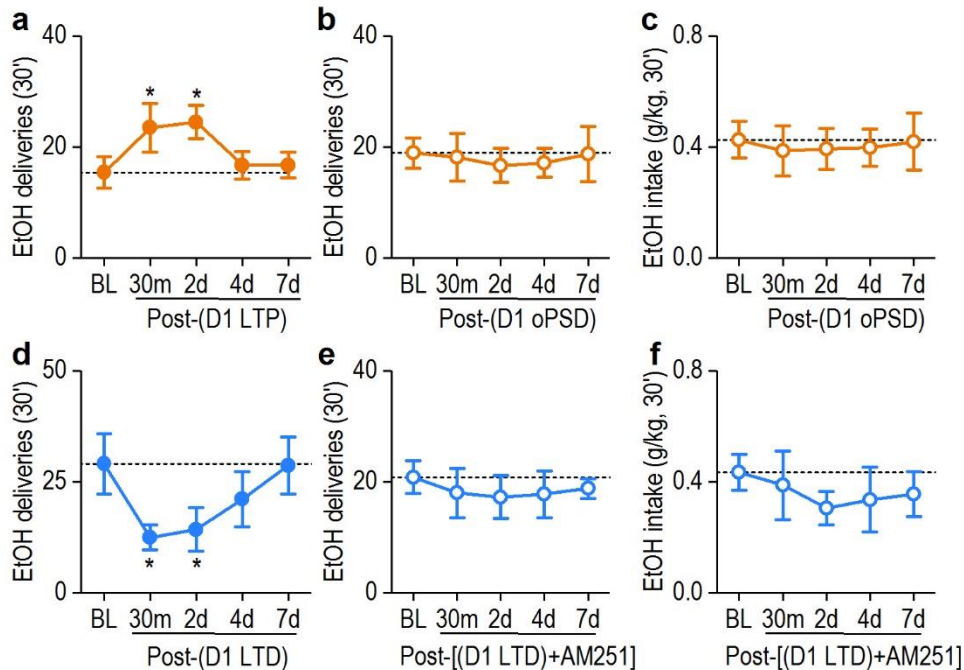 a
EtOH deliveries (30')
40
20
0
* *
BL 30m 2d 4d 7d
Post-(D1 LTP)
b
EtOH deliveries (30')
40
20
0
BL 30m 2d 4d 7d
Post-(D1 oPSD)
c
EtOH intake (g/kg, 30')
0.8
0.4
0.0
BL 30m 2d 4d 7d
Post-(D1 oPSD)
d
EtOH deliveries (30')
50
25
0
* *
BL 30m 2d 4d 7d
Post-(D1 LTD)
e
EtOH deliveries (30')
40
20
0
BL 30m 2d 4d 7d
Post-[(D1 LTD)+AM251]
f
EtOH intake (g/kg, 30')
0.8
0.4
0.0
BL 30m 2d 4d 7d
Post-[(D1 LTD)+AM251]